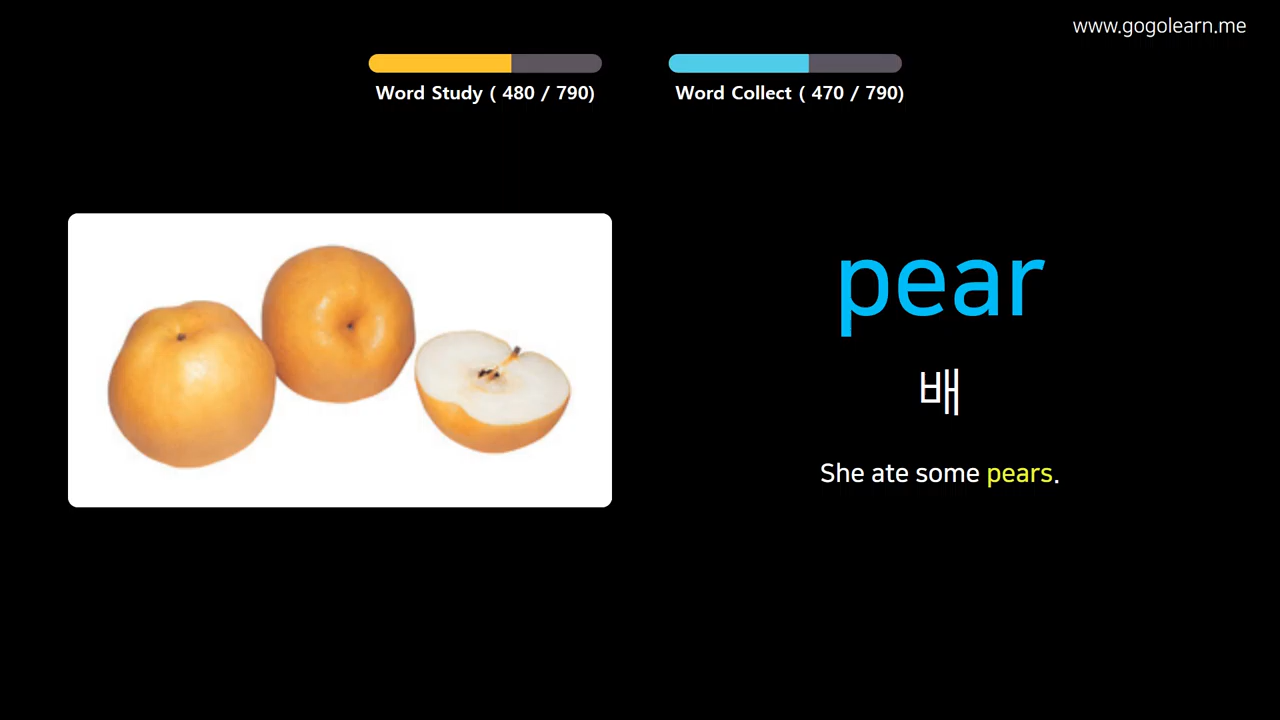 www.gogolearn.me
Word Study ( 480 / 790)
Word Collect ( 470 / 790)
pear
배
She ate some pears.